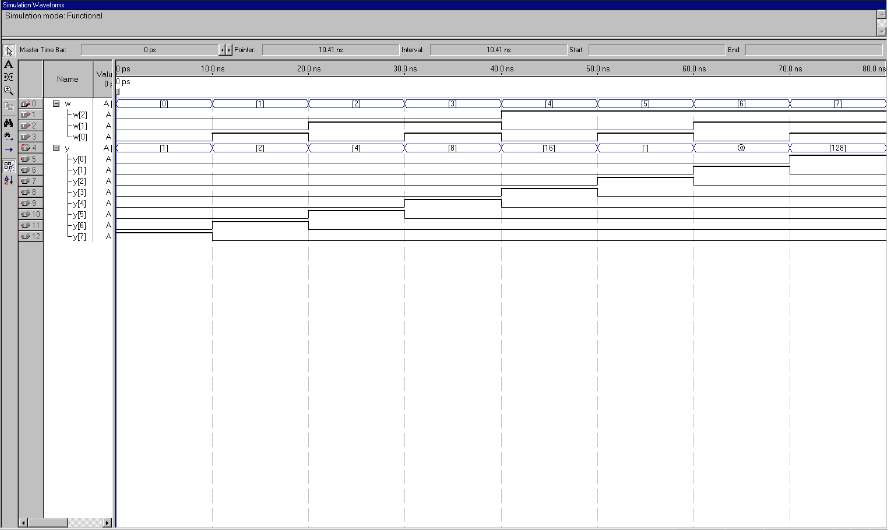 Simulation Waveforms
Simulation mode: Functional
Master Time Bar: 0 ps Pointer: 10.41 ns Interval: 10.41 ns Start: End:
Name Valu 0 ps 10.0 ns 20.0 ns 30.0 ns 40.0 ns 50.0 ns 60.0 ns 70.0 ns 80.0 ns
0 ps
0 w A [0] [1] [2] [3] [4] [5] [6] [7]
1 w[2] A
2 w[1] A
3 w[0] A
4 y A [1] [2] [4] [8] [16] [ ] @ [128]
5 y[0] A
6 y[1] A
7 y[2] A
8 y[3] A
9 y[4] A
10 y[5] A
11 y[6] A
12 y[7] A